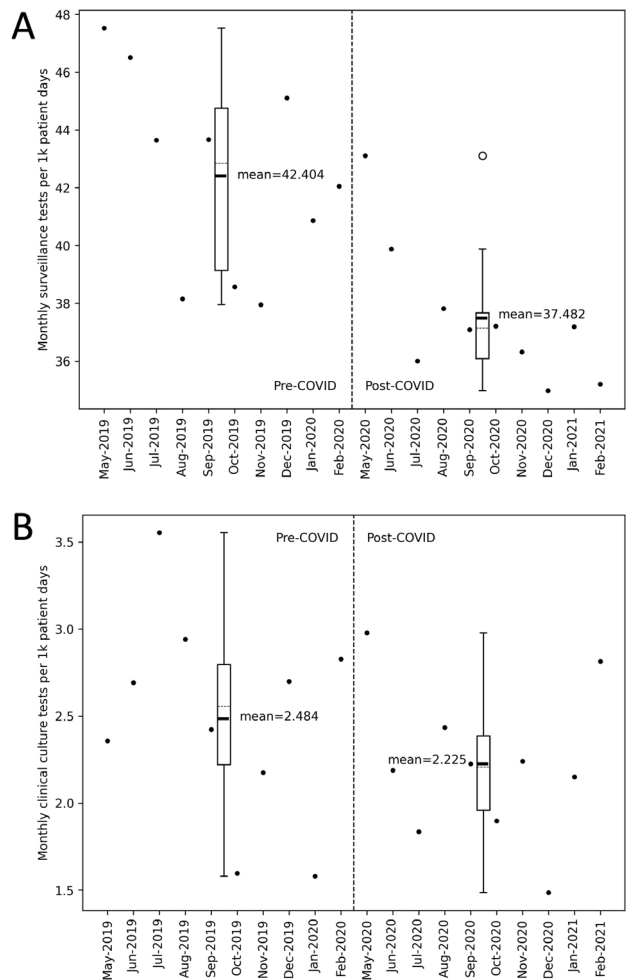 A
Monthly surveillance tests per 1k patient days
48
46
44
42
40
38
36
mean=42.404
mean=37.482
Pre-COVID
Post-COVID
May-2019
Jun-2019
Jul-2019
Aug-2019
Sep-2019
Oct-2019
Nov-2019
Dec-2019
Jan-2020
Feb-2020
May-2020
Jun-2020
Jul-2020
Aug-2020
Sep-2020
Oct-2020
Nov-2020
Dec-2020
Jan-2021
Feb-2021
B
Monthly clinical culture tests per 1k patient days
3.5
3.0
2.5
2.0
1.5
Pre-COVID
Post-COVID
mean=2.484
mean=2.225
May-2019
Jun-2019
Jul-2019
Aug-2019
Sep-2019
Oct-2019
Nov-2019
Dec-2019
Jan-2020
Feb-2020
May-2020
Jun-2020
Jul-2020
Aug-2020
Sep-2020
Oct-2020
Nov-2020
Dec-2020
Jan-2021
Feb-2021